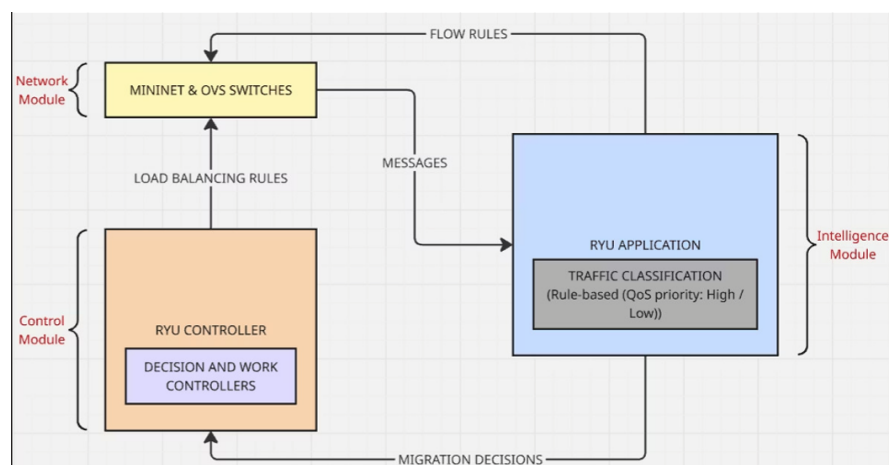 FLOW RULES
Network
Module
MININET & OVS SWITCHES
MESSAGES
LOAD BALANCING RULES
RYU APPLICATION
TRAFFIC CLASSIFICATION
(Rule-based (QoS priority: High /
Low))
Intelligence
Module
Control
Module
RYU CONTROLLER
DECISION AND WORK
CONTROLLERS
MIGRATION DECISIONS